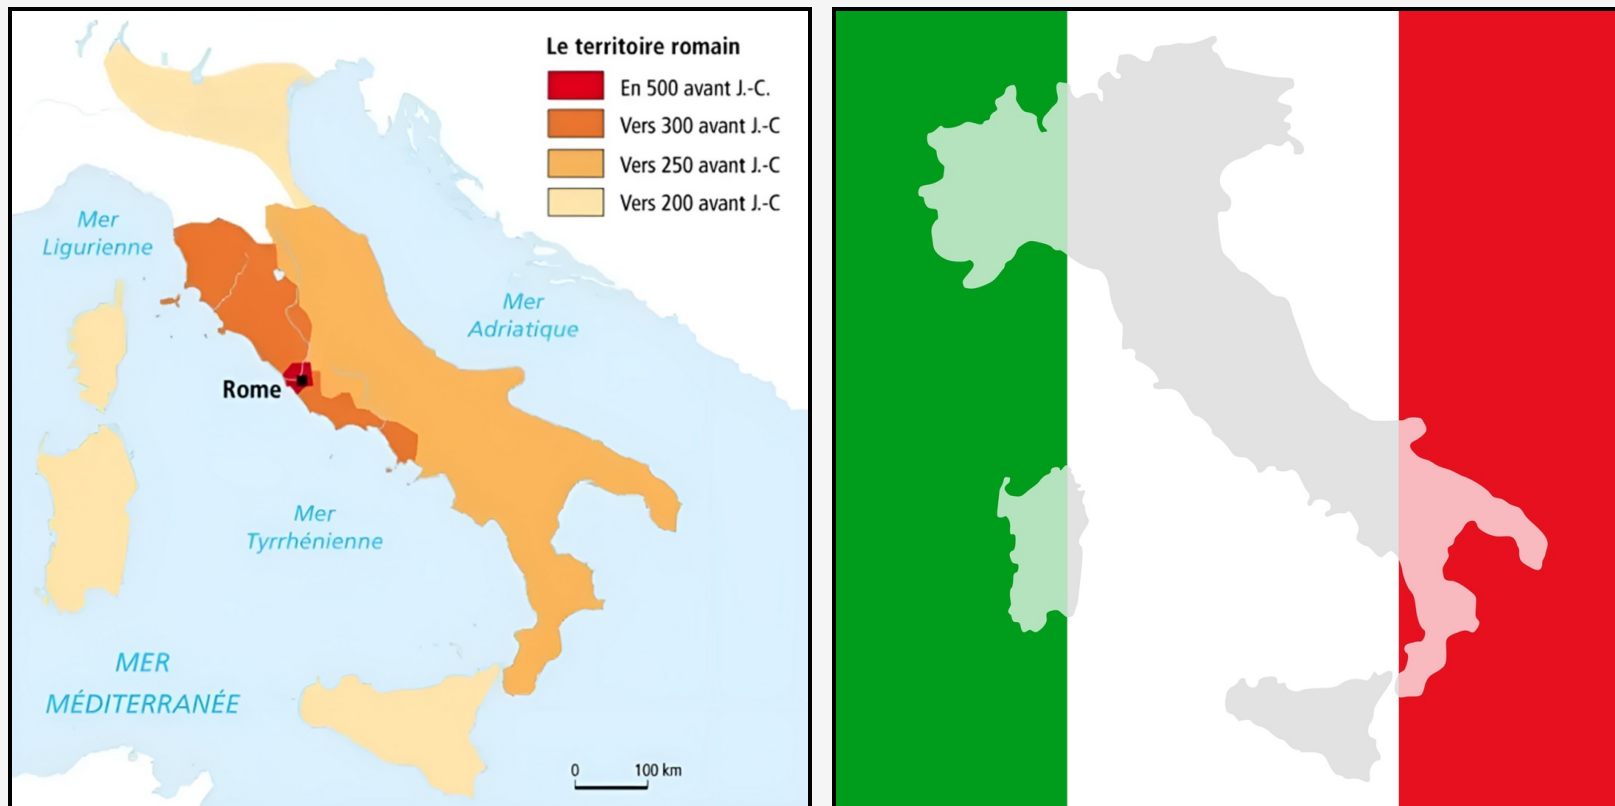 Le territoire romain
En 500 avant J.-C.
Vers 300 avant J.-C
Vers 250 avant J.-C
Vers 200 avant J.-C
Mer
Ligurienne
Mer
Adriatique
Rome
Mer
Tyrrhénienne
MER
MÉDITERRANÉE
0 100 km